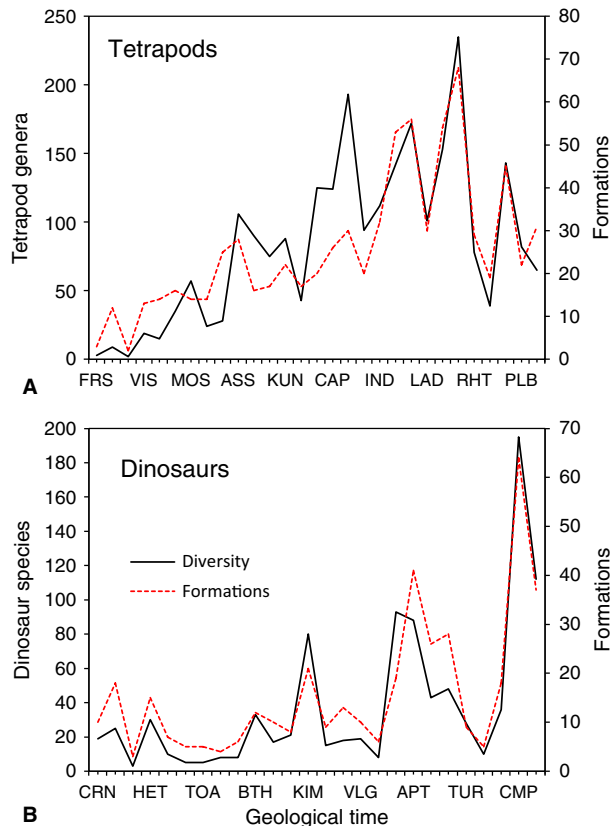 Tetrapods
Tetrapod genera
250
200
150
100
50
0
80
70
60
50
40
30
20
10
0
Formations
FRS VIS MOS ASS KUN CAP IND LAD RHT PLB
A
Dinosaurs
Dinosaur species
200
180
160
140
120
100
80
60
40
20
0
Diversity
Formations
70
60
50
40
30
20
10
0
Formations
CRN HET TOA BTH KIM VLG APT TUR CMP
B
Geological time